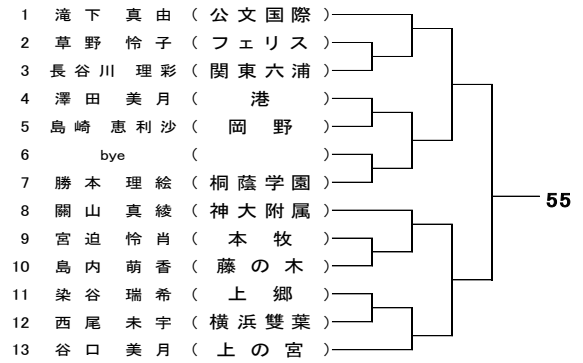 1 滝下 真由 ( 公文国際 )
2 草野 怜子 ( フェリス )
3 長谷川 理彩 ( 関東六浦 )
4 澤田 美月 ( 港 )
5 島崎 恵利沙 ( 岡野 )
6 bye ( )
7 勝本 理絵 ( 桐蔭学園 )
8 關山 真綾 ( 神大附属 )
9 宮迫 怜肖 ( 本牧 )
10 島内 萌香 ( 藤の木 )
11 染谷 瑞希 ( 上郷 )
12 西尾 未宇 ( 横浜雙葉 )
13 谷口 美月 ( 上の宮 )
55